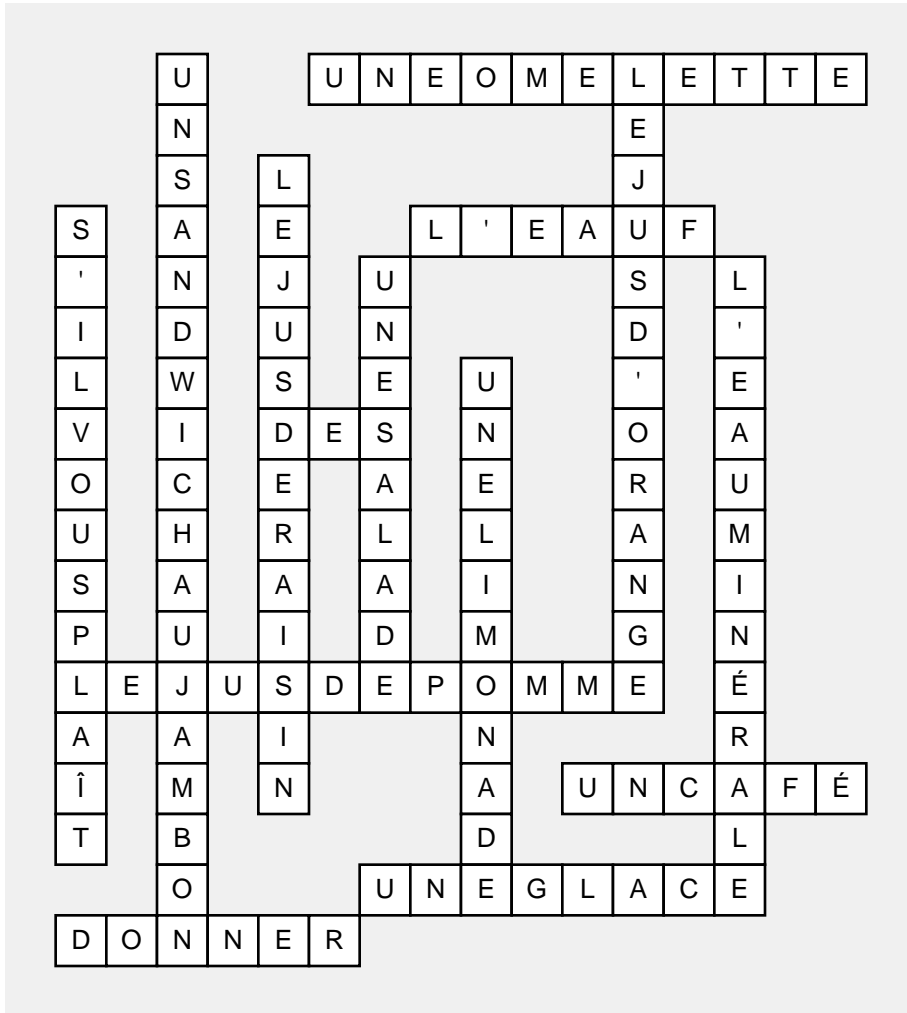 UNSANDWICHAUJAMBON
UNEOMELETTE
LEJUSD'ORANGE
LEJUSDERAISIN
S'ILVOUSPLAÎT
L'EAUF
UNESALADE
L'EAUMINÉRALE
UNELIMONADE
DES
LEJUSDEPOMME
UNCAFÉ
UNEGLACE
DONNER